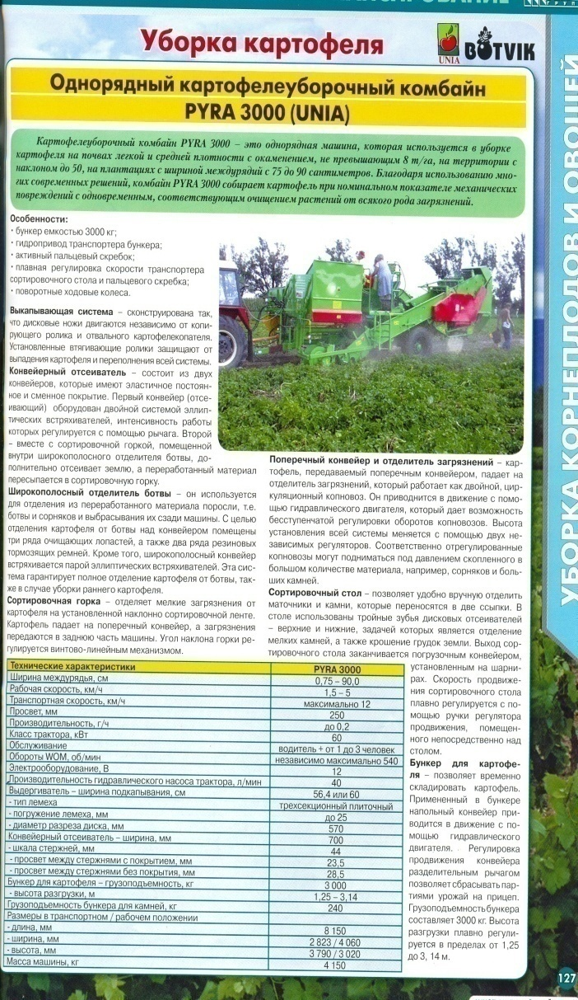 Уборка картофеля
UNIA
BOTVIK
Однорядный картофелеуборочный комбайн
PYRA 3000 (UNIA)
Картофелеуборочный комбайн PYRA 3000 – это однорядная машина, которая используется в уборке
картофеля на почвах легкой и средней плотности с окаменением, не превышающим 8 т/га, на территории с
наклоном до 50, на плантациях с шириной междурядий с 75 до 90 сантиметров. Благодаря использованию мно-
гих современных решений, комбайн PYRA 3000 собирает картофель при номинальном показателе механических
повреждений с одновременным, соответствующим очищением растений от всякого рода загрязнений.
Особенности:
· бункер емкостью 3000 кг;
· гидропривод транспортера бункера;
· активный пальцевый скребок;
· плавная регулировка скорости транспортера
сортировочного стола и пальцевого скребка;
· поворотные ходовые колеса.
Выкапывающая система – сконструирована так,
что дисковые ножи двигаются независимо от копи-
рующего ролика и отвального картофелекопателя.
Установленные втягивающие ролики защищают от
выпадения картофеля и переполнения всей системы.
Конвейерный отсеиватель – состоит из двух
конвейеров, которые имеют эластичное постоян-
ное и сменное покрытие. Первый конвейер (отсе-
ивающий) оборудован двойной системой эллип-
тических встряхивателей, интенсивность работы
которых регулируется с помощью рычага. Второй
– вместе с сортировочной горкой, помещенной
внутри широкополосного отделителя ботвы, до-
полнительно отсеивает землю, а переработанный материал
пересыпается в сортировочную горку.
Широкополосный отделитель ботвы – он используется
для отделения из переработанного материала поросли, т.е.
ботвы и сорняков и выбрасывания их сзади машины. С целью
отделения картофеля от ботвы над конвейером помещены
три ряда очищающих лопастей, а также два ряда резиновых
тормозящих ремней. Кроме того, широкополосный конвейер
встряхивается парой эллиптических встряхивателей. Эта сис-
тема гарантирует полное отделение картофеля от ботвы, так-
же в случае уборки раннего картофеля.
Сортировочная горка – отделяет мелкие загрязнения от
картофеля на установленной наклонно сортировочной ленте.
Картофель падает на поперечный конвейер, а загрязнения
передаются в заднюю часть машины. Угол наклона горки ре-
гулируется винтово-линейным механизмом.
Поперечный конвейер и отделитель загрязнений – кар-
тофель, передаваемый поперечным конвейером, падает на
отделитель загрязнений, который работает как двойной, цир-
куляционный копновоз. Он приводится в движение с помо-
щью гидравлического двигателя, который дает возможность
бесступенчатой регулировки оборотов копновозов. Высота
установления всей системы меняется с помощью двух не-
зависимых регуляторов. Соответственно отрегулированные
копновозы могут подниматься под давлением скопленного в
большом количестве материала, например, сорняков и боль-
ших камней.
Сортировочный стол – позволяет удобно вручную отделить
маточники и камни, которые переносятся в две ссыпки. В
столе использованы тройные зубья дисковых отсеивателей
– верхние и нижние, задачей которых является отделение
мелких камней, а также крошение грудок земли. Выход сор-
тировочного стола заканчивается погрузочным конвейером,
установленным на шарни-
рах. Скорость продвиже-
ния сортировочного стола
плавно регулируется с по-
мощью ручки регулятора
продвижения, помещен-
ного непосредственно над
столом.
Бункер для картофе-
ля – позволяет временно
складировать картофель.
Примененный в бункере
напольный конвейер при-
водится в движение с по-
мощью гидравлического
двигателя. Регулировка
продвижения конвейера
разделительным рычагом
позволяет сбрасывать пар-
тиями урожай на прицеп.
Грузоподъемность бункера
составляет 3000 кг. Высота
разгрузки плавно регули-
руется в пределах от 1,25
до 3, 14 м.
Технические характеристики PYRA 3000
Ширина междурядья, см 0,75 – 90,0
Рабочая скорость, км/ч 1,5 – 5
Транспортная скорость, км/ч максимально 12
Просвет, мм 250
Производительность, г/ч до 0,2
Класс трактора, кВт 60
Обслуживание водитель + от 1 до 3 человек
Обороты WOM, об/мин независимо максимально 540
Электрооборудование, В 12
Производительность гидравлического насоса трактора, л/мин 40
Выдергиватель – ширина подкапывания, см 56,4 или 60
- тип лемеха трехсекционный плиточный
- погружение лемеха, мм до 25
- диаметр разреза диска, мм 570
Конвейерный отсеиватель – ширина, мм 700
- шкала стержней, мм 44
- просвет между стержнями с покрытием, мм 23,5
- просвет между стержнями без покрытия, мм 28,5
Бункер для картофеля – грузоподъемность, кг 3 000
- высота разгрузки, м 1,25 – 3,14
Грузоподъемность бункера для камней, кг 240
Размеры в транспортном / рабочем положении
- длина, мм 8 150
- ширина, мм 2 823 / 4 060
- высота, мм 3 790 / 3 020
Масса машины, кг 4 150
УБОРКА КОРНЕПЛОДОВ И ОВОЩЕЙ
127